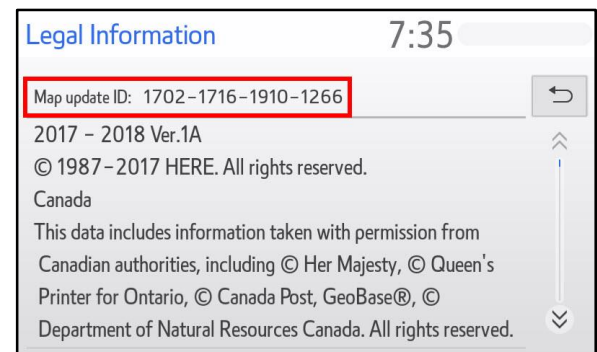 Legal Information 7:35
Map update ID: 1702-1716-1910-1266
2017 - 2018 Ver.1A
© 1987-2017 HERE. All rights reserved.
Canada
This data includes information taken with permission from
Canadian authorities, including © Her Majesty, © Queen's
Printer for Ontario, © Canada Post, GeoBase®, ©
Department of Natural Resources Canada. All rights reserved.